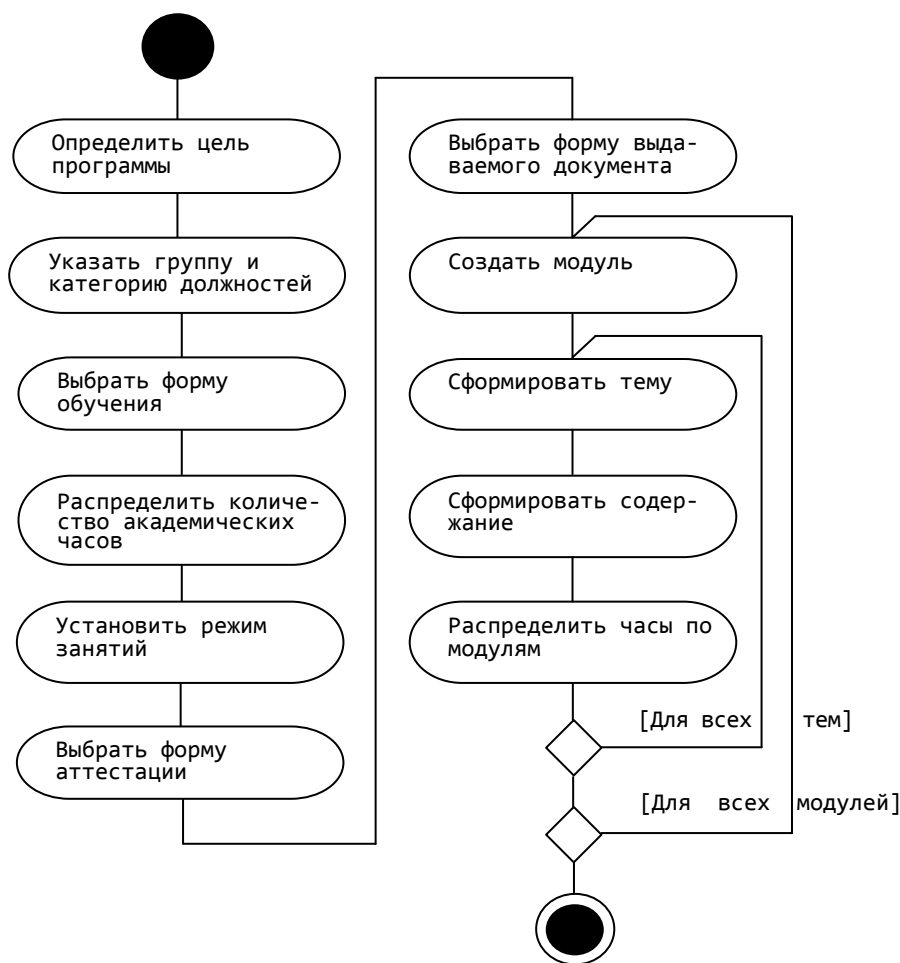 Определить цель
программы
Указать группу и
категорию должностей
Выбрать форму
обучения
Распределить количе-
ство академических
часов
Установить режим
занятий
Выбрать форму
аттестации
Выбрать форму выда-
ваемого документа
Создать модуль
Сформировать тему
Сформировать содер-
жание
Распределить часы по
модулям
[Для всех тем]
[Для всех модулей]